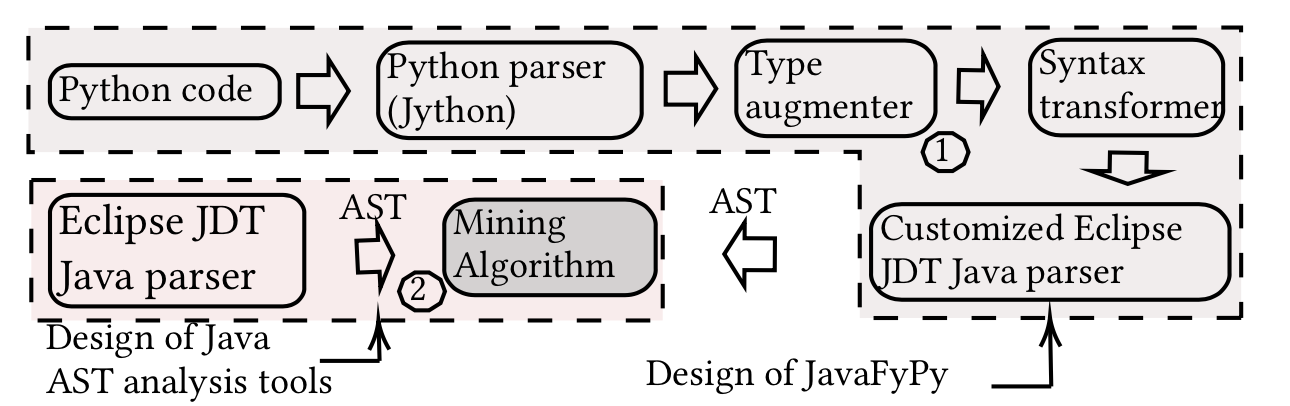 Python code
Python parser
(Jython)
Type
augmenter
1
Syntax
transformer
Customized Eclipse
JDT Java parser
AST
Eclipse JDT
Java parser
AST
2
Mining
Algorithm
Design of Java
AST analysis tools
Design of JavaFyPy